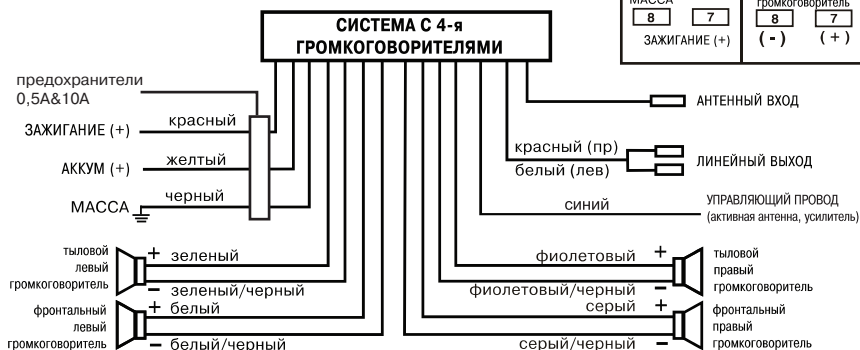 СИСТЕМА С 4-я
ГРОМКОГОВОРИТЕЛЯМИ
МАССА
8 7
ЗАЖИГАНИЕ (+)
громкоговоритель
8 7
(-) (+)
предохранители
0,5А&10А
ЗАЖИГАНИЕ (+) красный
АККУМ (+) желтый
МАССА черный
АНТЕННЫЙ ВХОД
красный (пр)
белый (лев)
ЛИНЕЙНЫЙ ВЫХОД
синий
УПРАВЛЯЮЩИЙ ПРОВОД
(активная антенна, усилитель)
тыловой
левый
громкоговоритель
+ зеленый
– зеленый/черный
фронтальный
левый
громкоговоритель
+ белый
– белый/черный
фиолетовый +
фиолетовый/черный –
тыловой
правый
громкоговоритель
серый +
серый/черный –
фронтальный
правый
громкоговоритель